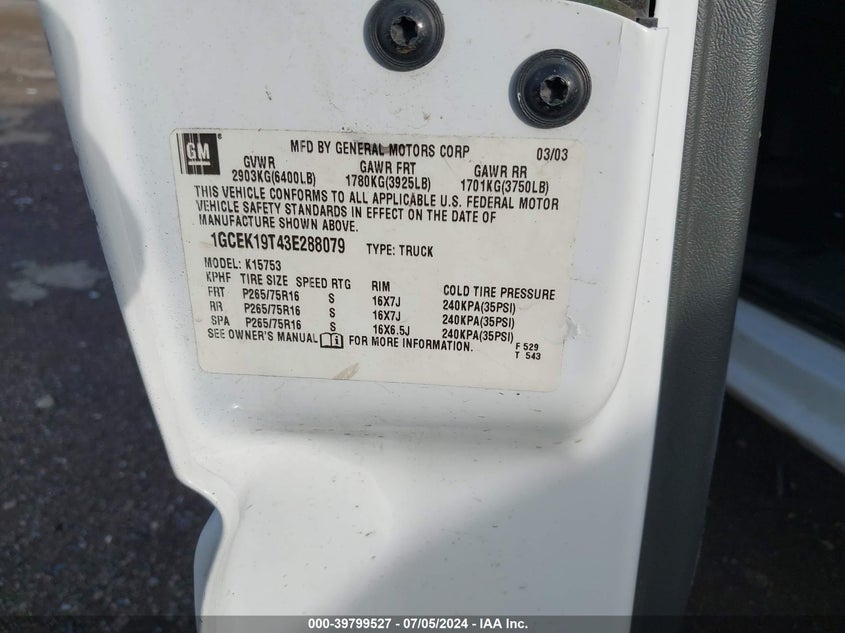 GM
MFD BY GENERAL MOTORS CORP 03/03
GVWR GAWR FRT GAWR RR
2903KG(6400LB) 1780KG(3925LB) 1701KG(3750LB)
THIS VEHICLE CONFORMS TO ALL APPLICABLE U.S. FEDERAL MOTOR
VEHICLE SAFETY STANDARDS IN EFFECT ON THE DATE OF
MANUFACTURE SHOWN ABOVE.
1GCEK19T43E288079 TYPE: TRUCK
MODEL: K15753
KPHF TIRE SIZE SPEED RTG RIM COLD TIRE PRESSURE
FRT P265/75R16 S 16X7J 240KPA(35PSI)
RR P265/75R16 S 16X7J 240KPA(35PSI)
SPA P265/75R16 S 16X6.5J 240KPA(35PSI)
SEE OWNER'S MANUAL FOR MORE INFORMATION.
F 529
T 543
000-39799527 - 07/05/2024 - IAA Inc.